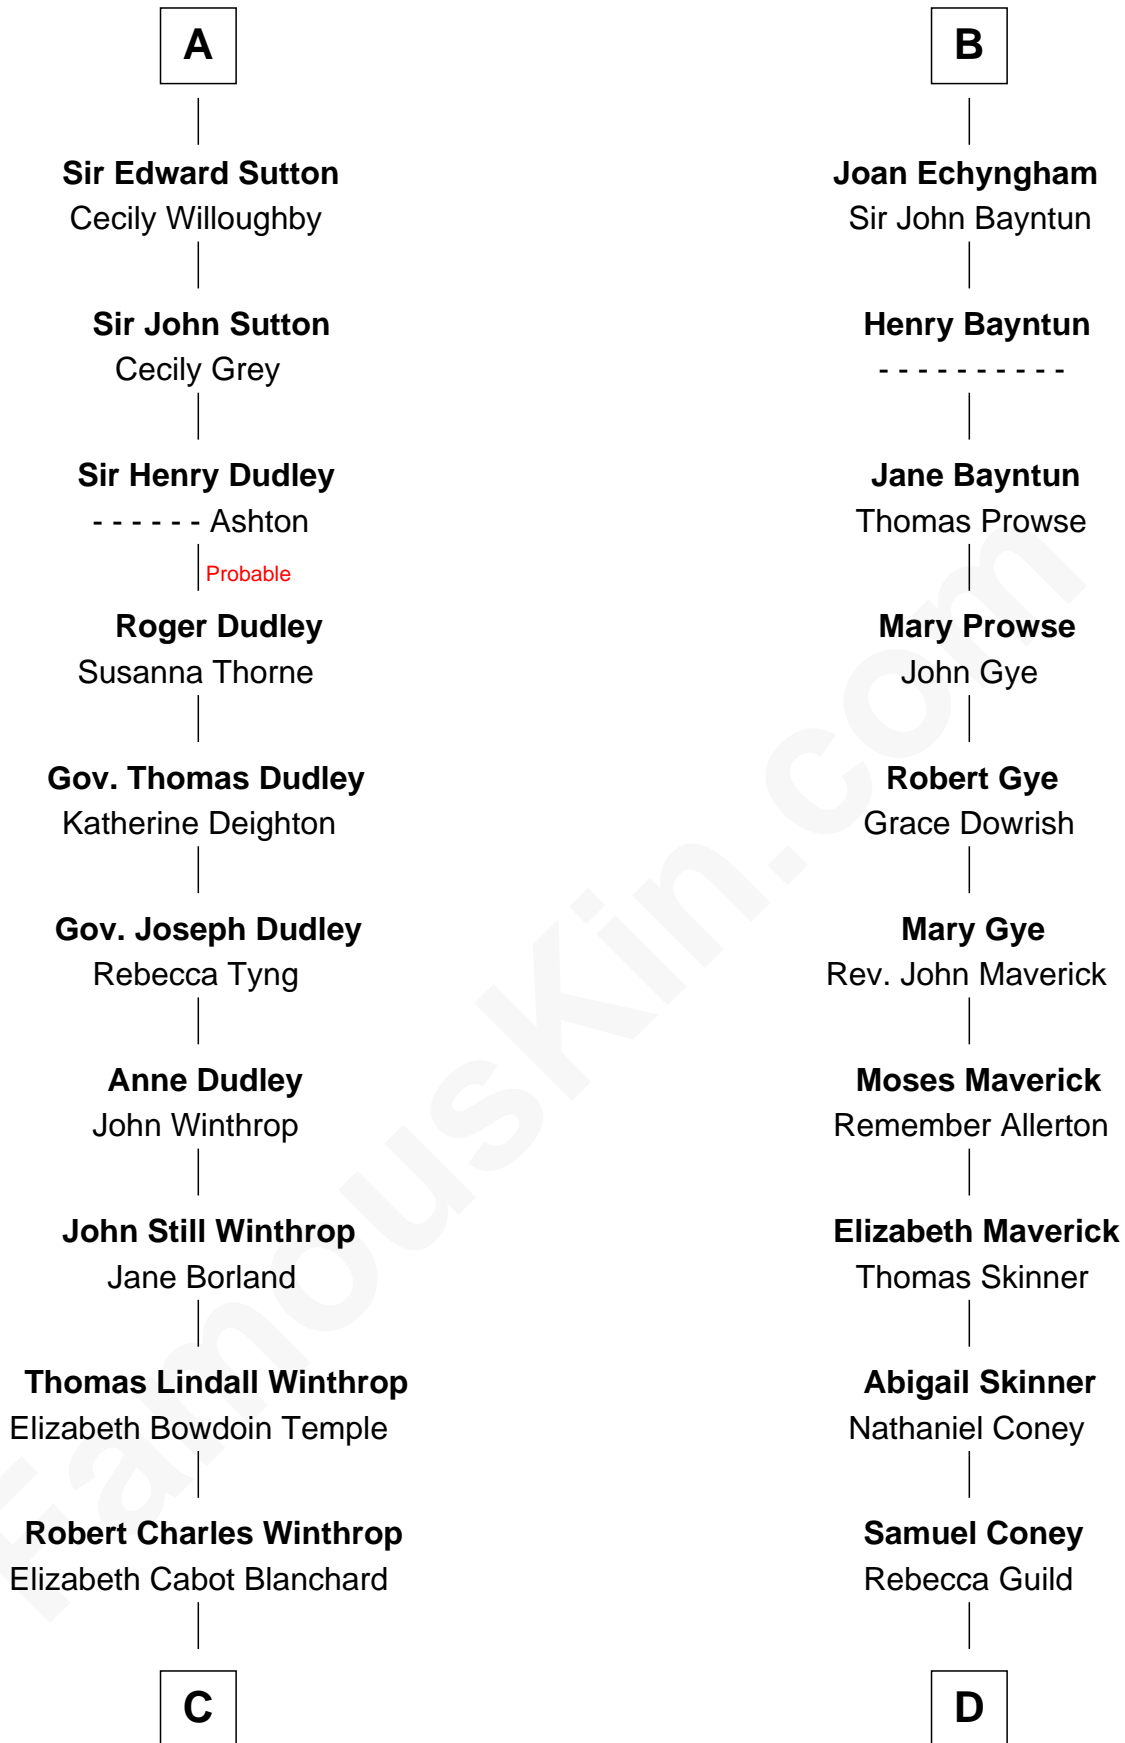 A
Sir Edward Sutton
Cecily Willoughby
Sir John Sutton
Cecily Grey
Sir Henry Dudley
- - - - - - Ashton
Probable
Roger Dudley
Susanna Thorne
Gov. Thomas Dudley
Katherine Deighton
Gov. Joseph Dudley
Rebecca Tyng
Anne Dudley
John Winthrop
John Still Winthrop
Jane Borland
Thomas Lindall Winthrop
Elizabeth Bowdoin Temple
Robert Charles Winthrop
Elizabeth Cabot Blanchard
C
B
Joan Echyngham
Sir John Bayntun
Henry Bayntun
- - - - - - - - - -
Jane Bayntun
Thomas Prowse
Mary Prowse
John Gye
Robert Gye
Grace Dowrish
Mary Gye
Rev. John Maverick
Moses Maverick
Remember Allerton
Elizabeth Maverick
Thomas Skinner
Abigail Skinner
Nathaniel Coney
Samuel Coney
Rebecca Guild
D
FamousKin.com